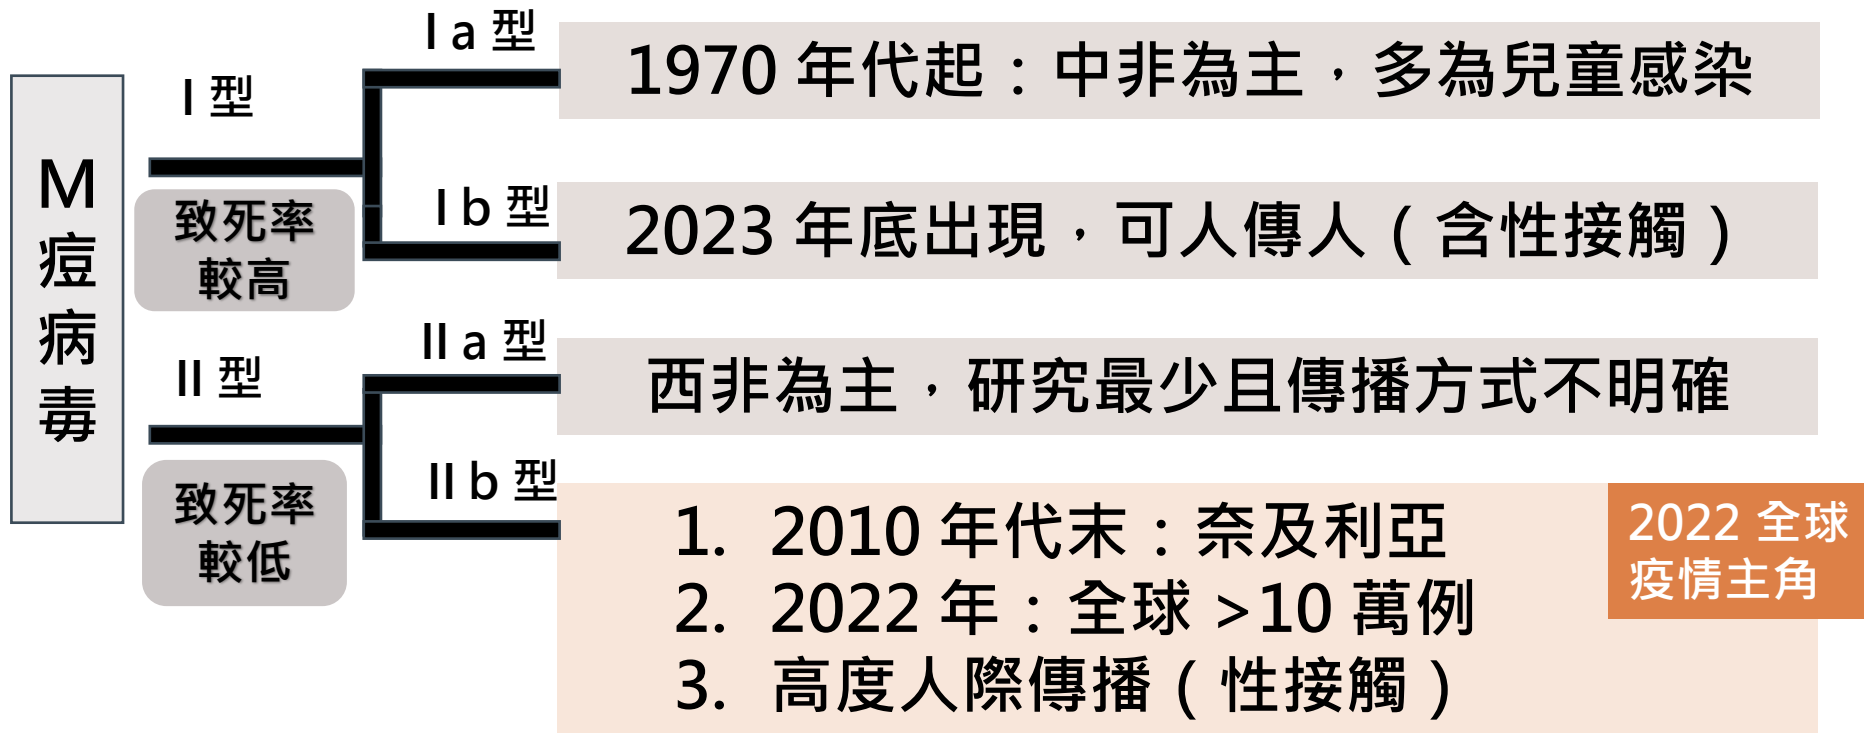 M痘病毒
I 型
致死率
較高
I a 型
1970 年代起：中非為主，多為兒童感染
I b 型
2023 年底出現，可人傳人（含性接觸）
II 型
致死率
較低
II a 型
西非為主，研究最少且傳播方式不明確
II b 型
1. 2010 年代末：奈及利亞
2. 2022 年：全球 >10 萬例
3. 高度人際傳播（性接觸）
2022 全球
疫情主角